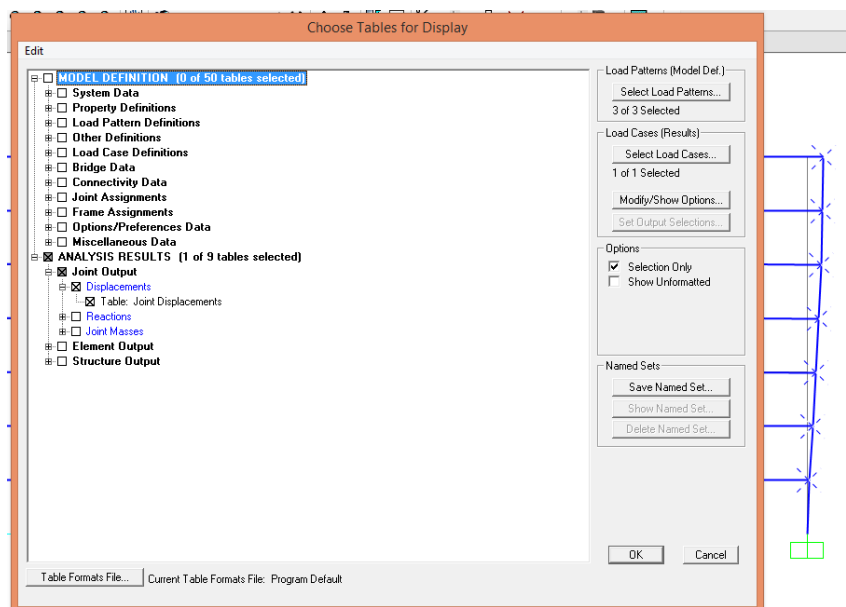 Choose Tables for Display
Edit
MODEL DEFINITION (0 of 50 tables selected)
System Data
Property Definitions
Load Pattern Definitions
Other Definitions
Load Case Definitions
Bridge Data
Connectivity Data
Joint Assignments
Frame Assignments
Options/Preferences Data
Miscellaneous Data
ANALYSIS RESULTS (1 of 9 tables selected)
Joint Output
Displacements
Table: Joint Displacements
Reactions
Joint Masses
Element Output
Structure Output
Load Patterns (Model Def.)
Select Load Patterns...
3 of 3 Selected
Load Cases (Results)
Select Load Cases...
1 of 1 Selected
Modify/Show Options...
Set Output Selections...
Options
Selection Only
Show Unformatted
Named Sets
Save Named Set...
Show Named Set...
Delete Named Set...
OK Cancel
Table Formats File... Current Table Formats File: Program Default